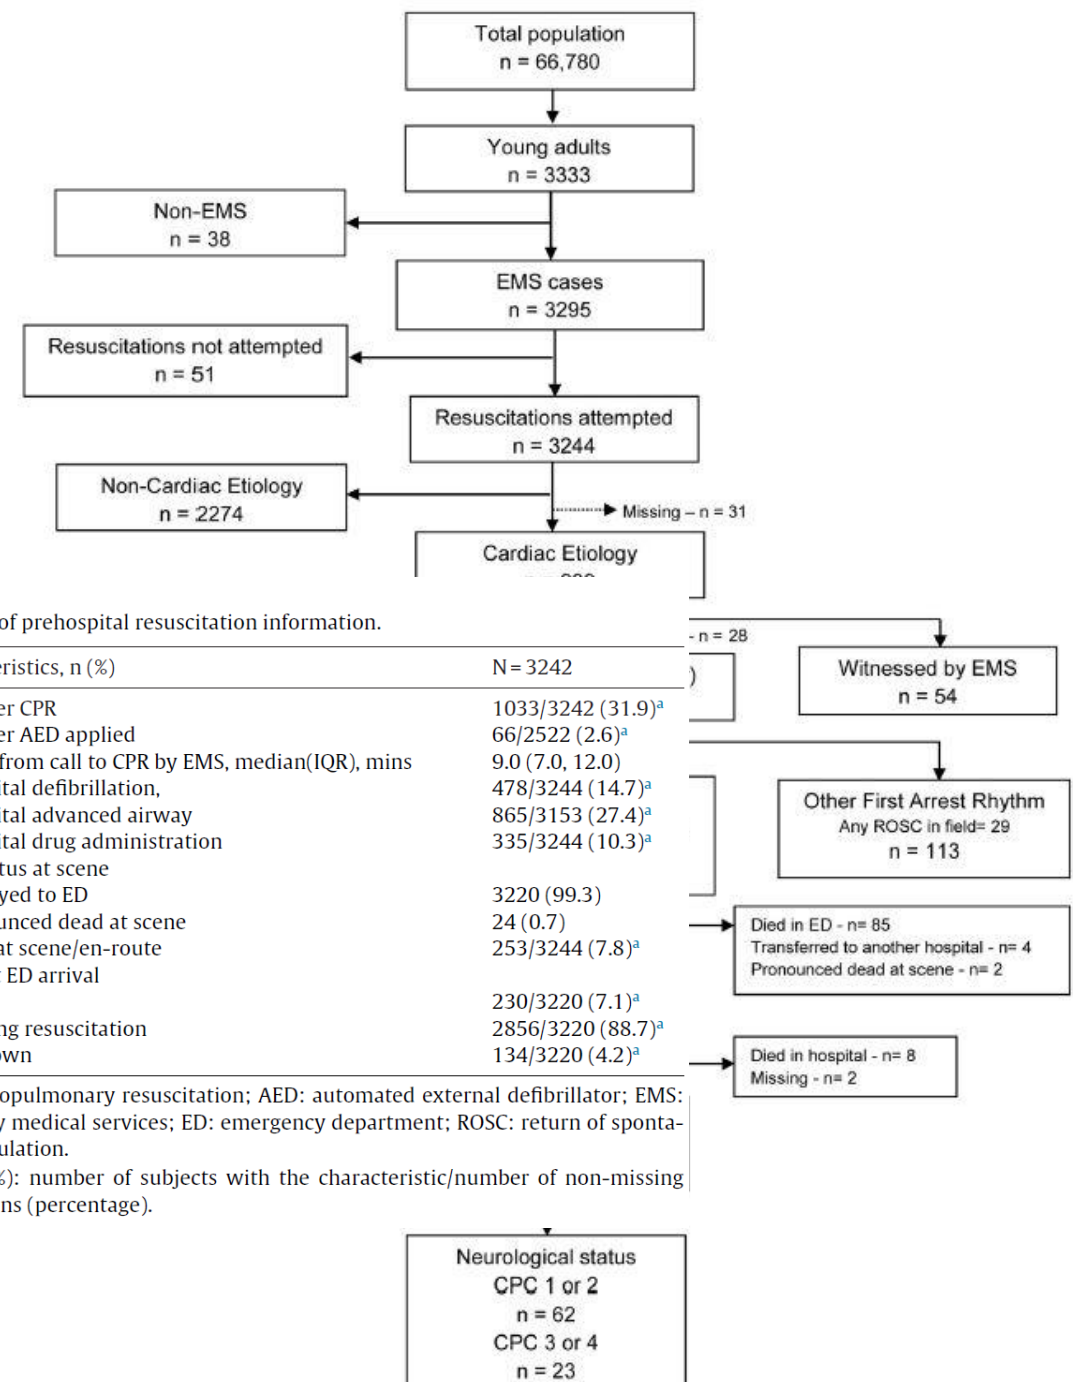 Total population
n = 66,780
Young adults
n = 3333
Non-EMS
n = 38
EMS cases
n = 3295
Resuscitations not attempted
n = 51
Resuscitations attempted
n = 3244
Non-Cardiac Etiology
n = 2274
Missing – n = 31
Cardiac Etiology
of prehospital resuscitation information.
eristics, n (%) N = 3242
er CPR 1033/3242 (31.9)a
er AED applied 66/2522 (2.6)a
from call to CPR by EMS, median(IQR), mins 9.0 (7.0, 12.0)
ital defibrillation, 478/3244 (14.7)a
ital advanced airway 865/3153 (27.4)a
ital drug administration 335/3244 (10.3)a
tus at scene
yed to ED 3220 (99.3)
unced dead at scene 24 (0.7)
at scene/en-route 253/3244 (7.8)a
t ED arrival
230/3220 (7.1)a
ng resuscitation 2856/3220 (88.7)a
own 134/3220 (4.2)a
opulmonary resuscitation; AED: automated external defibrillator; EMS:
y medical services; ED: emergency department; ROSC: return of sponta-
ulation.
%): number of subjects with the characteristic/number of non-missing
ns (percentage).
- n = 28
)
Witnessed by EMS
n = 54
Other First Arrest Rhythm
Any ROSC in field= 29
n = 113
Died in ED - n= 85
Transferred to another hospital - n= 4
Pronounced dead at scene - n= 2
Died in hospital - n= 8
Missing - n= 2
Neurological status
CPC 1 or 2
n = 62
CPC 3 or 4
n = 23